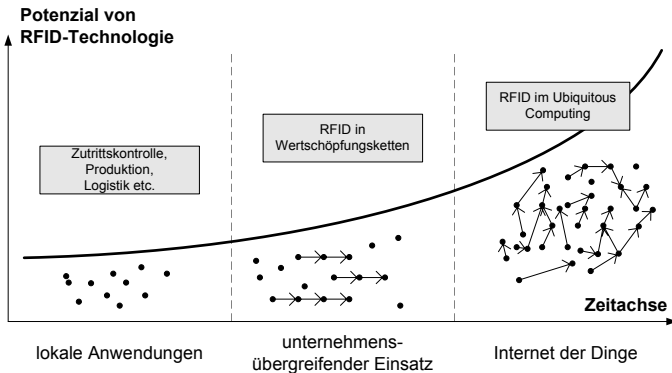 Potenzial von
RFID-Technologie
RFID im Ubiquitous
Computing
RFID in
Wertschöpfungsketten
Zutrittskontrolle,
Produktion,
Logistik etc.
Zeitachse
lokale Anwendungen
unternehmens-
übergreifender Einsatz
Internet der Dinge